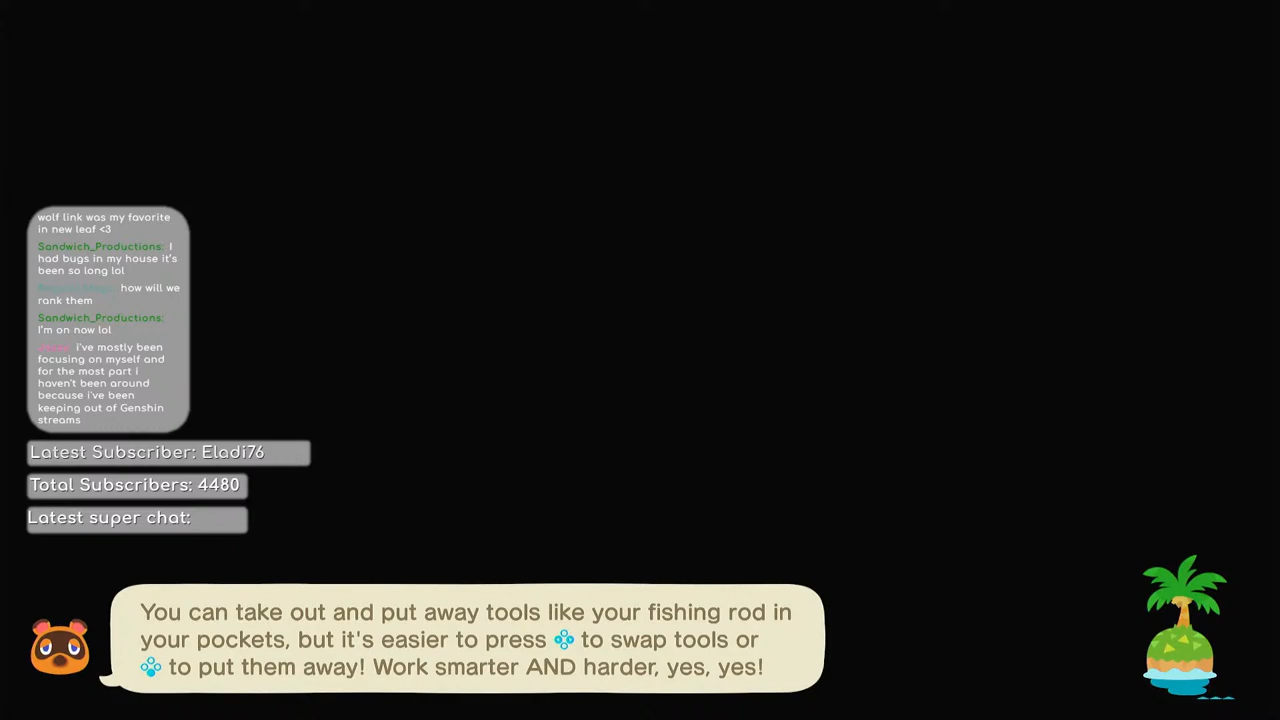 wolf link was my favorite
in new leaf <3
Sandwich_Productions: I
had bugs in my house it's
been so long lol
how will we
rank them
Sandwich_Productions:
I'm on now lol
i've mostly been
focusing on myself and
for the most part i
haven't been around
because i've been
keeping out of Genshin
streams
Latest Subscriber: Eladi76
Total Subscribers: 4480
Latest super chat:
You can take out and put away tools like your fishing rod in
your pockets, but it's easier to press to swap tools or
to put them away! Work smarter AND harder, yes, yes!